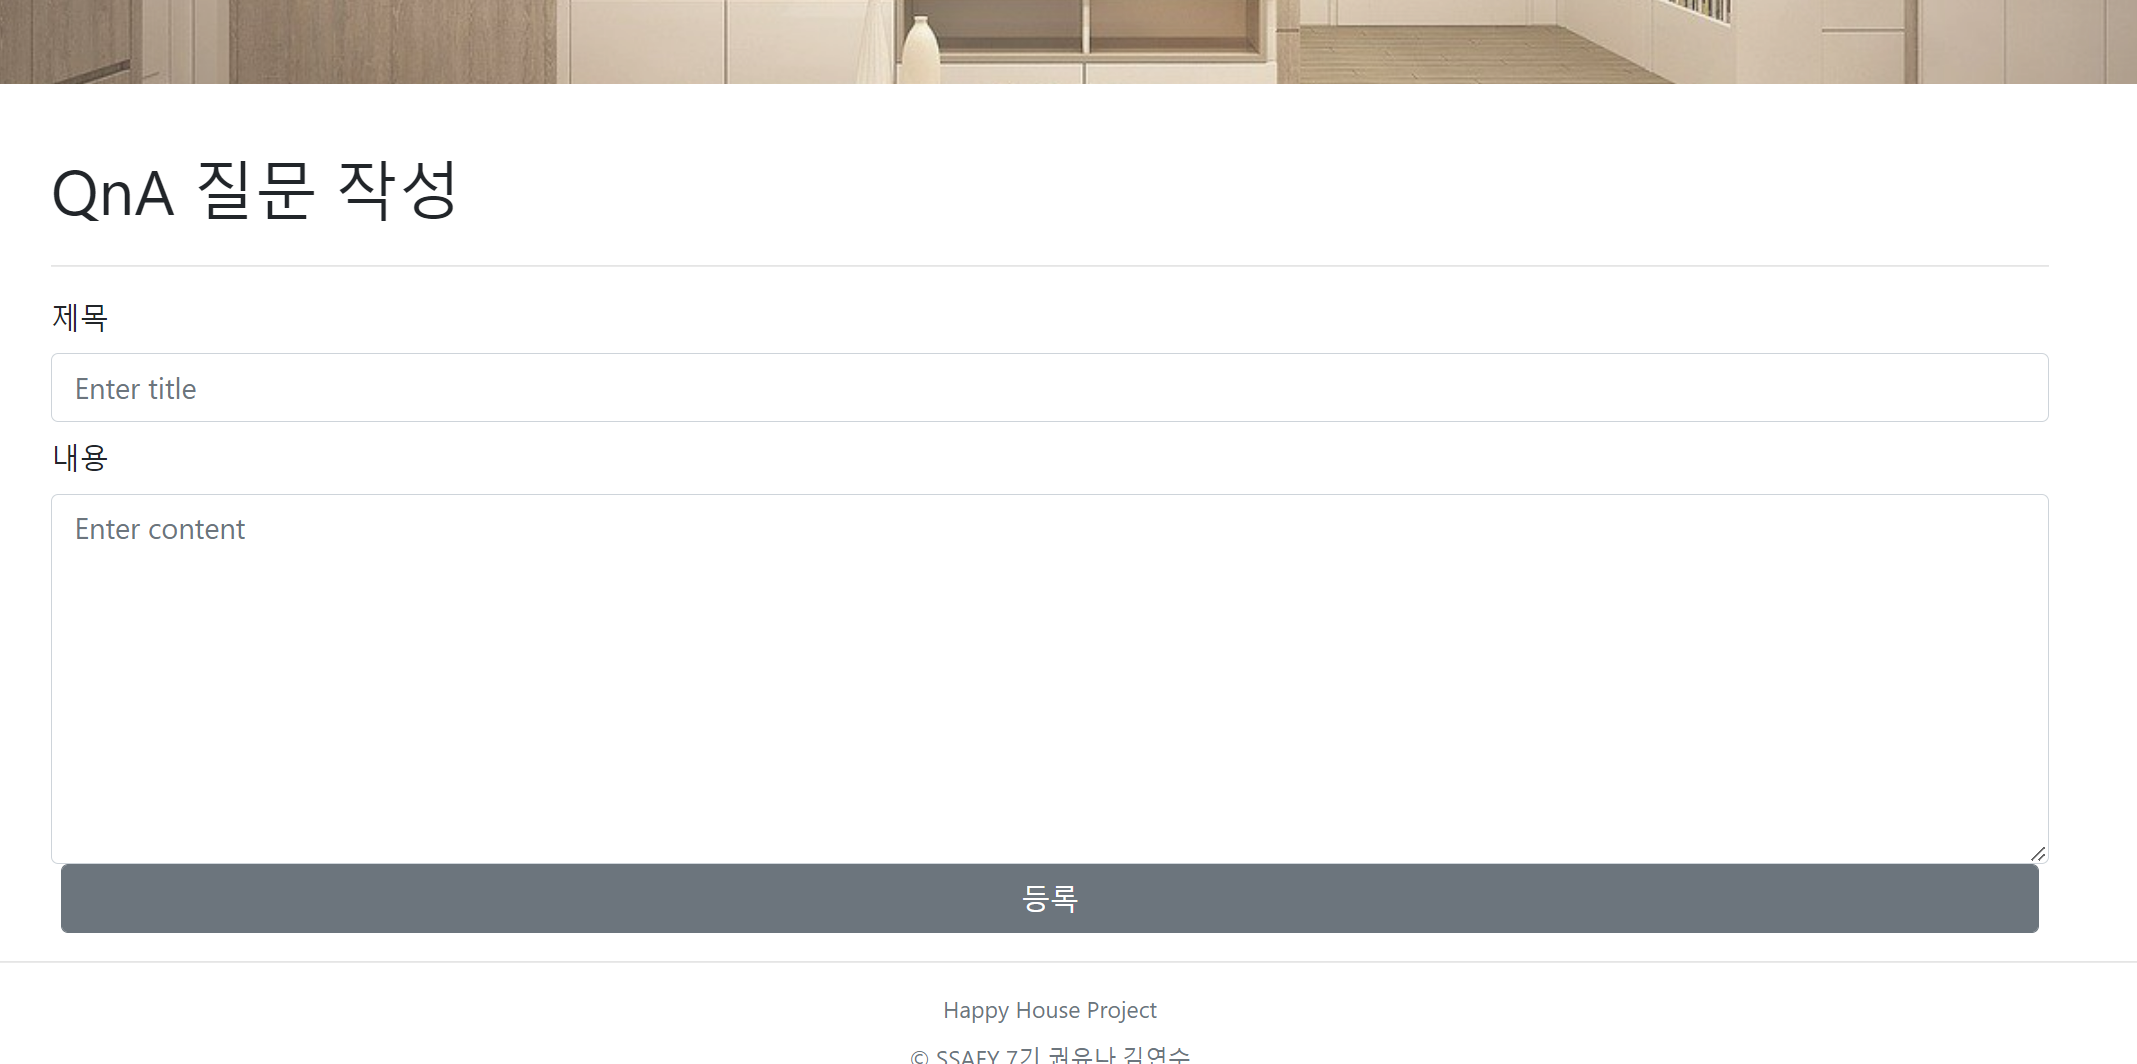 QnA 질문 작성
제목
Enter title
내용
Enter content
등록
Happy House Project
© SSAFY 7기 권유나 김연수